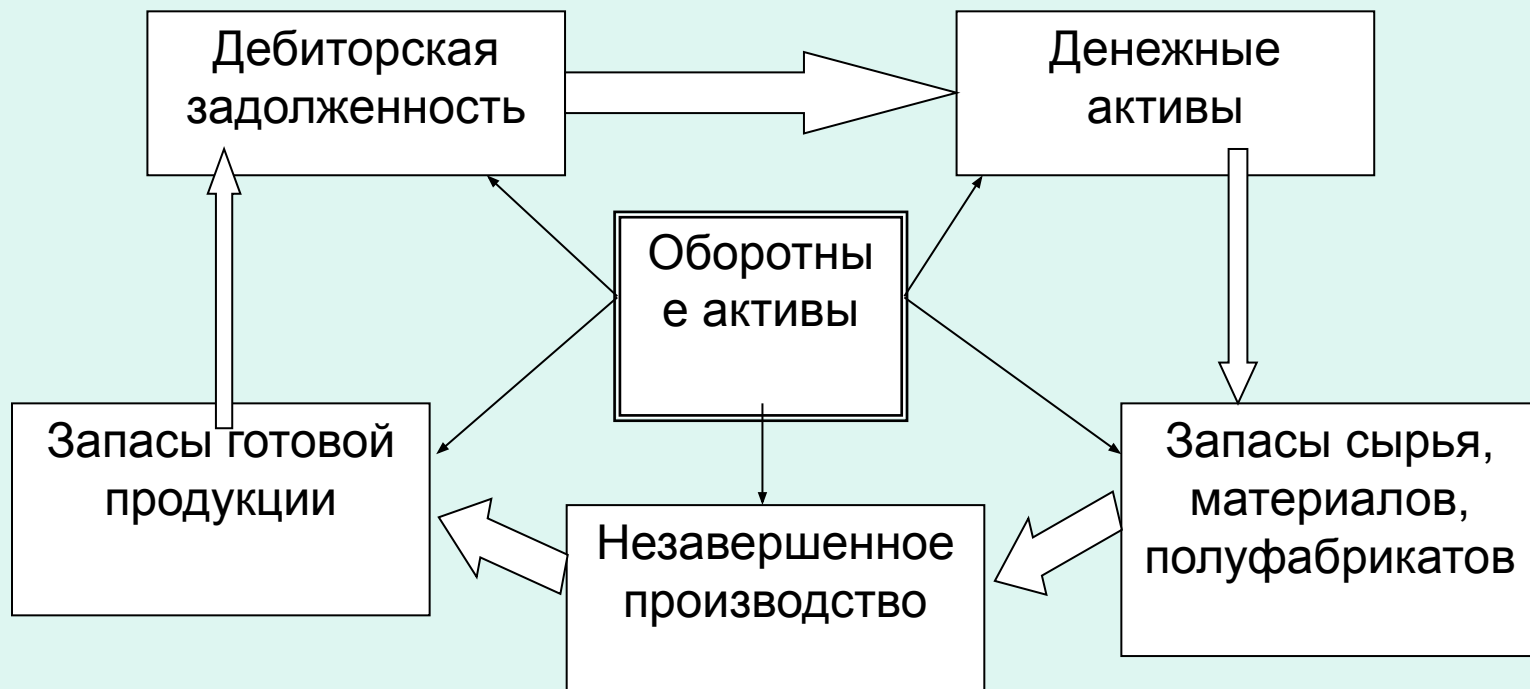 Дебиторская
задолженность
Денежные
активы
Оборотны
е активы
Запасы готовой
продукции
Незавершенное
производство
Запасы сырья,
материалов,
полуфабрикатов